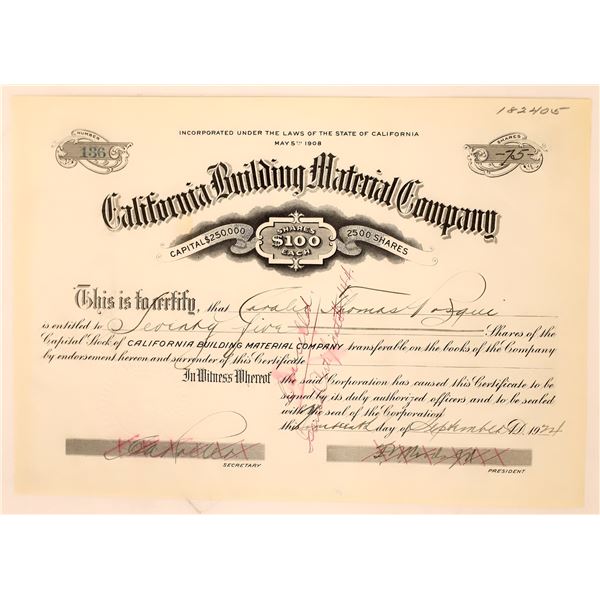 182405
INCORPORATED UNDER THE LAWS OF THE STATE OF CALIFORNIA
MAY 5TH 1908
NUMBER
136
SHARES
-75-
California Building Material Company
CAPITAL $250,000
SHARES
$100
EACH
2500 SHARES
This is to certify, that Thomas
is entitled to Seventy five Shares of the
Capital Stock of CALIFORNIA BUILDING MATERIAL COMPANY transferable on the books of the Company
by endorsement hereon and surrender of this Certificate
In Witness Whereof the said Corporation has caused this Certificate to be
signed by its duly authorized officers and to be sealed
with the seal of the Corporation
this day of September A.D. 1924
SECRETARY
PRESIDENT